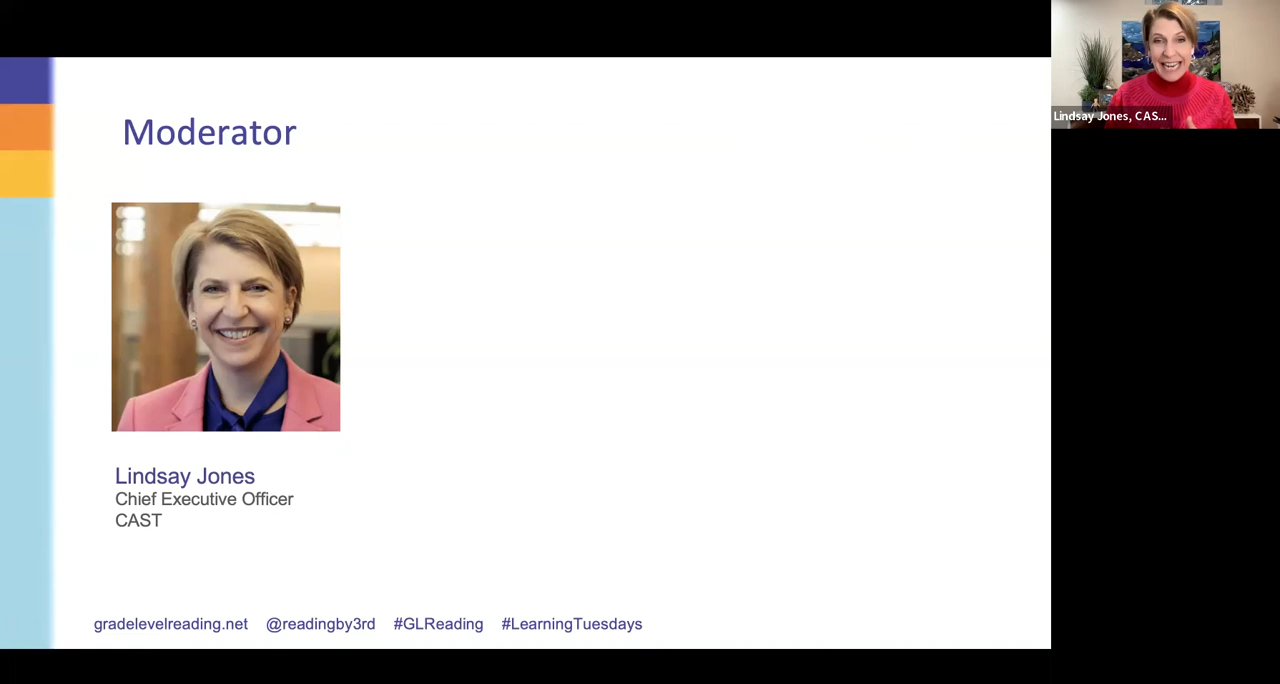 Moderator
Lindsay Jones, CAS...
Lindsay Jones
Chief Executive Officer
CAST
gradelevelreading.net @readingby3rd #GLReading #LearningTuesdays